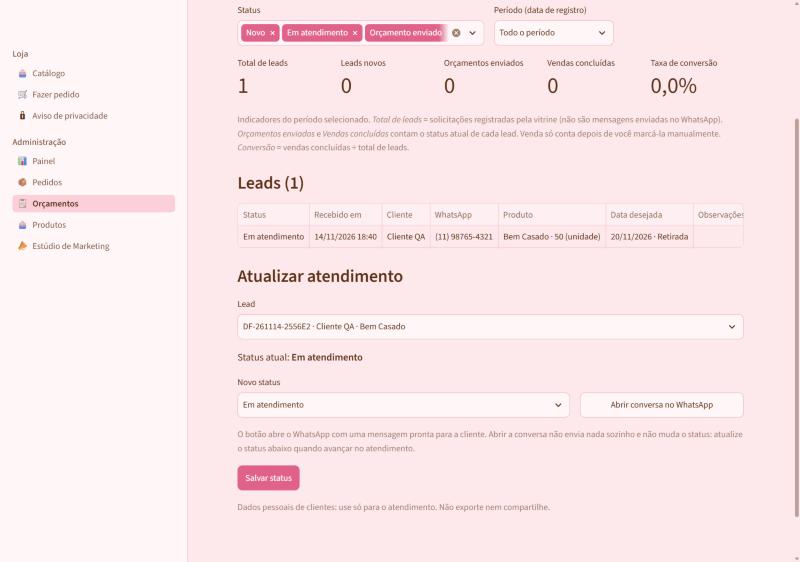 Loja
Catálogo
Fazer pedido
Aviso de privacidade
Administração
Painel
Pedidos
Orçamentos
Produtos
Estúdio de Marketing
Status
Período (data de registro)
Novo × Em atendimento × Orçamento enviado
Todo o período
Total de leads
Leads novos
Orçamentos enviados
Vendas concluídas
Taxa de conversão
1
0
0
0
0,0%
Indicadores do período selecionado. Total de leads = solicitações registradas pela vitrine (não são mensagens enviadas no WhatsApp).
Orçamentos enviados e Vendas concluídas contam o status atual de cada lead. Venda só conta depois de você marcá-la manualmente.
Conversão = vendas concluídas ÷ total de leads.
Leads (1)
Status Recebido em Cliente WhatsApp Produto Data desejada Observações
Em atendimento 14/11/2026 18:40 Cliente QA (11) 98765-4321 Bem Casado · 50 (unidade) 20/11/2026 · Retirada
Atualizar atendimento
Lead
DF-261114-2556E2 · Cliente QA · Bem Casado
Status atual: Em atendimento
Novo status
Em atendimento
Abrir conversa no WhatsApp
O botão abre o WhatsApp com uma mensagem pronta para a cliente. Abrir a conversa não envia nada sozinho e não muda o status: atualize
o status abaixo quando avançar no atendimento.
Salvar status
Dados pessoais de clientes: use só para o atendimento. Não exporte nem compartilhe.